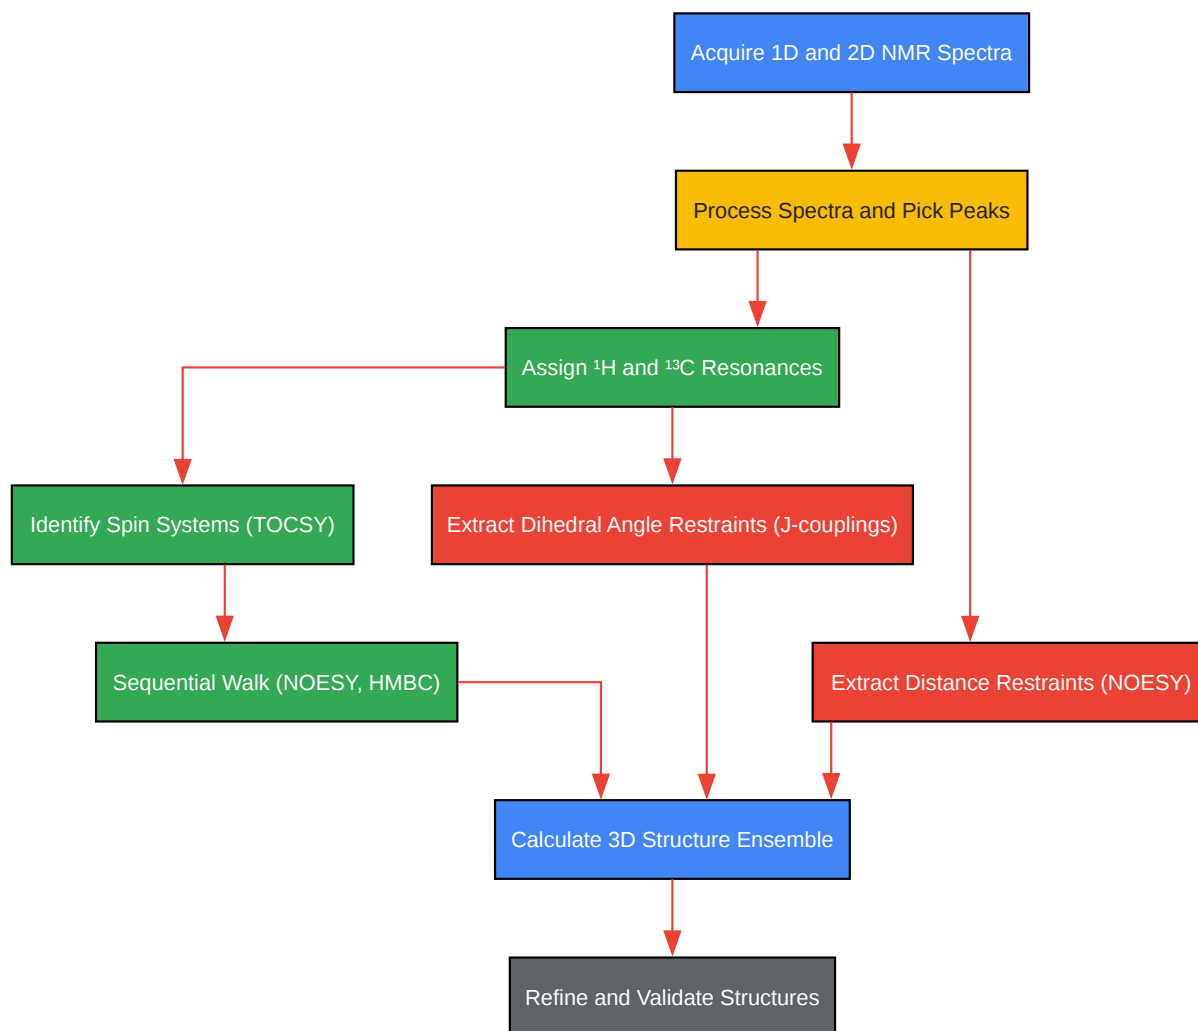 Acquire 1D and 2D NMR Spectra
Process Spectra and Pick Peaks
Assign ¹H and ¹³C Resonances
Identify Spin Systems (TOCSY)
Extract Dihedral Angle Restraints (J-couplings)
Sequential Walk (NOESY, HMBC)
Extract Distance Restraints (NOESY)
Calculate 3D Structure Ensemble
Refine and Validate Structures